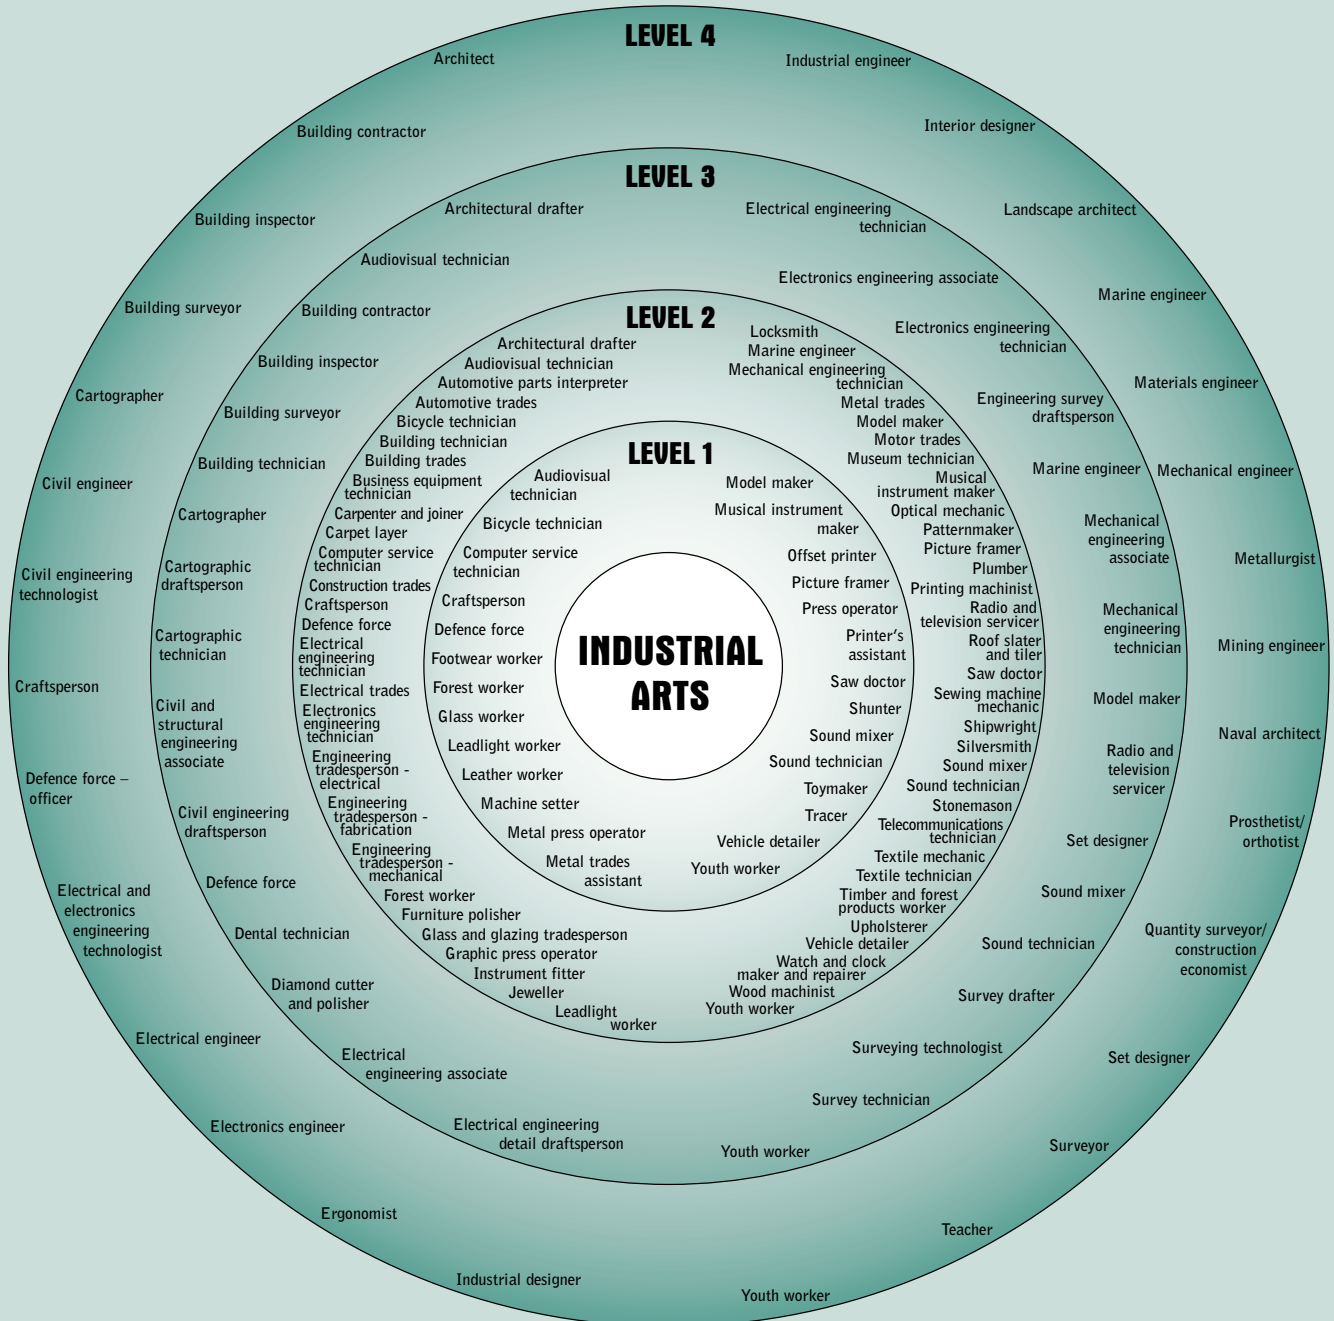 LEVEL 4
Architect
Building contractor
Building inspector
Building surveyor
Cartographer
Civil engineer
Civil engineering
technologist
Craftsperson
Defence force –
officer
Electrical and
electronics
engineering
technologist
Electrical engineer
Electronics engineer
Ergonomist
Industrial designer
Industrial engineer
Interior designer
Landscape architect
Marine engineer
Materials engineer
Mechanical engineer
Metallurgist
Mining engineer
Naval architect
Prosthetist/
orthotist
Quantity surveyor/
construction
economist
Set designer
Surveyor
Teacher
Youth worker
LEVEL 3
Architectural drafter
Audiovisual technician
Building contractor
Building inspector
Building surveyor
Building technician
Cartographer
Cartographic
draftsperson
Cartographic
technician
Civil and
structural
engineering
associate
Civil engineering
draftsperson
Defence force
Dental technician
Diamond cutter
and polisher
Electrical
engineering associate
Electrical engineering
detail draftsperson
Electrical engineering
technician
Electronics engineering associate
Electronics engineering
technician
Engineering survey
draftsperson
Marine engineer
Mechanical
engineering
associate
Mechanical
engineering
technician
Model maker
Radio and
television
servicer
Set designer
Sound mixer
Sound technician
Survey drafter
Surveying technologist
Survey technician
Youth worker
LEVEL 2
Architectural drafter
Audiovisual technician
Automotive parts interpreter
Automotive trades
Bicycle technician
Building technician
Building trades
Business equipment
technician
Carpenter and joiner
Carpet layer
Computer service
technician
Construction trades
Craftsperson
Defence force
Electrical
engineering
technician
Electrical trades
Electronics
engineering
technician
Engineering
tradesperson -
electrical
Engineering
tradesperson -
fabrication
Engineering
tradesperson -
mechanical
Forest worker
Furniture polisher
Glass and glazing tradesperson
Graphic press operator
Instrument fitter
Jeweller
Leadlight
worker
Locksmith
Marine engineer
Mechanical engineering
technician
Metal trades
Model maker
Motor trades
Museum technician
Musical
instrument maker
Optical mechanic
Patternmaker
Picture framer
Plumber
Printing machinist
Radio and
television servicer
Roof slater
and tiler
Saw doctor
Sewing machine
mechanic
Shipwright
Silversmith
Sound mixer
Sound technician
Stonemason
Telecommunications
technician
Textile mechanic
Textile technician
Timber and forest
products worker
Upholsterer
Vehicle detailer
Watch and clock
maker and repairer
Wood machinist
Youth worker
LEVEL 1
Audiovisual
technician
Bicycle technician
Computer service
technician
Craftsperson
Defence force
Footwear worker
Forest worker
Glass worker
Leadlight worker
Leather worker
Machine setter
Metal press operator
Metal trades
assistant
Model maker
Musical instrument
maker
Offset printer
Picture framer
Press operator
Printer's
assistant
Saw doctor
Shunter
Sound mixer
Sound technician
Toymaker
Tracer
Vehicle detailer
Youth worker
INDUSTRIAL
ARTS